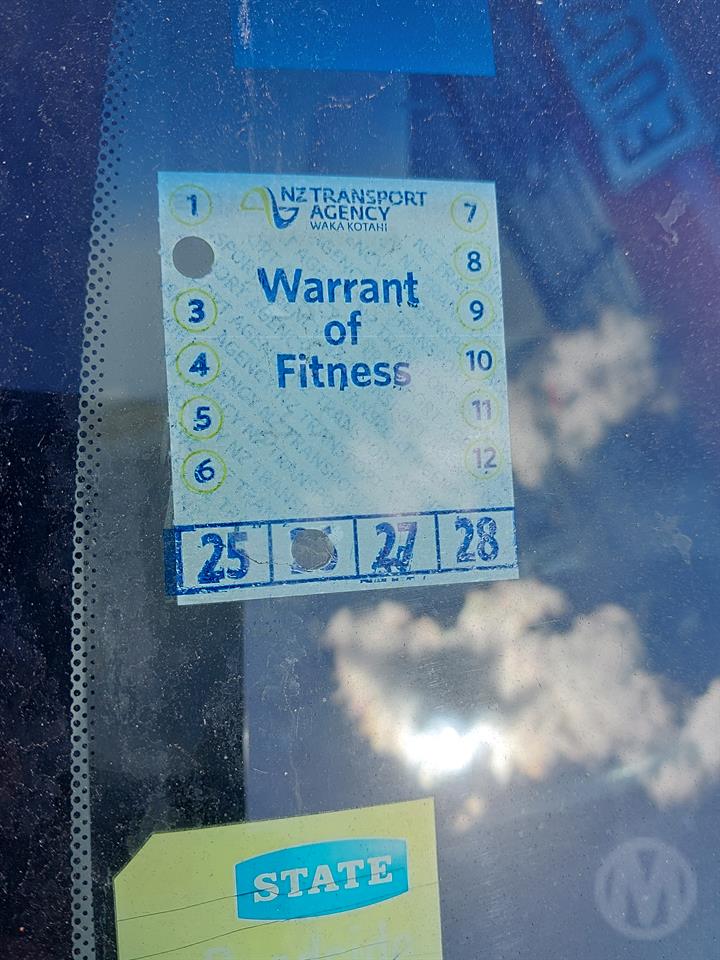 NZ TRANSPORT
AGENCY
WAKA KOTAHI
Warrant
of
Fitness
1
3
4
5
6
7
8
9
10
11
12
25 27 28
STATE